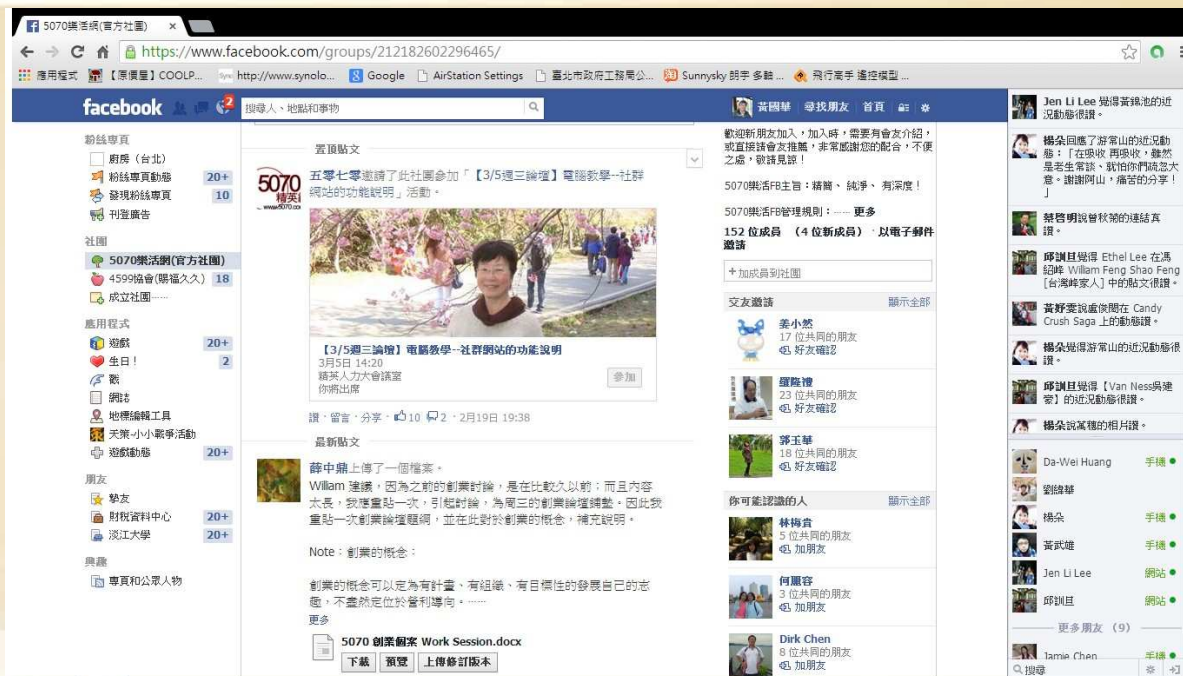 5070樂活網(官方社團)
https://www.facebook.com/groups/212182602296465/
應用程式 【原價屋】COOLP... http://www.synolo... Google AirStation Settings 臺北市政府工務局公... Sunnysky 朗宇 多軸 ... 飛行高手 遙控模型 ...
facebook 2 搜尋人、地點和事物 黃國華 尋找朋友 首頁
粉絲專頁
廚房（台北）
粉絲專頁動態 20+
發現粉絲專頁 10
刊登廣告
社團
5070樂活網(官方社團)
4599協會(賜福久久) 18
成立社團……
應用程式
遊戲 20+
生日！ 2
戳
網誌
地標編輯工具
天策-小小戰爭活動
遊戲動態 20+
朋友
摯友
財稅資料中心 20+
淡江大學 20+
興趣
專頁和公眾人物
置頂貼文
5070
精英
www.5070.co
五零七零邀請了此社團參加「【3/5週三論壇】電腦教學--社群
網站的功能說明」活動。
【3/5週三論壇】電腦教學--社群網站的功能說明
3月5日 14:20
精英人力大會議室
你將出席
參加
讚 · 留言 · 分享 · 10 2 · 2月19日 19:38
最新貼文
薛中鼎上傳了一個檔案。
William 建議，因為之前的創業討論，是在比較久以前；而且內容
太長，我應重貼一次，引起討論，為周三的創業論壇鋪墊。因此我
重貼一次創業論壇題綱，並在此對於創業的概念，補充說明。
Note：創業的概念：
創業的概念可以定為有計畫、有組織、有目標性的發展自己的志
趣，不盡然定位於營利導向。……
更多
5070 創業個案 Work Session.docx
下載 預覽 上傳修訂版本
歡迎新朋友加入，加入時，需要有會友介紹，
或直接請會友推薦，非常感謝您的配合，不便
之處，敬請見諒！
5070樂活FB主旨：精簡、 純淨、 有深度！
5070樂活FB管理規則：…… 更多
152 位成員 （4 位新成員） · 以電子郵件
邀請
+加成員到社團
交友邀請 顯示全部
姜小然
17 位共同的朋友
好友確認
羅隆禮
23 位共同的朋友
好友確認
郭玉華
18 位共同的朋友
好友確認
你可能認識的人 顯示全部
林梅貴
5 位共同的朋友
加朋友
何麗容
3 位共同的朋友
加朋友
Dirk Chen
8 位共同的朋友
加朋友
Jen Li Lee 覺得黃錦池的近
況動態很讚。
楊朵回應了游常山的近況動
態：「在吸收 再吸收，雖然
是老生常談、就怕你們疏忽大
意。謝謝阿山，痛苦的分享！
」
蔡啓明說曾秋榮的連結真
讚。
邱訓旦覺得 Ethel Lee 在馮
紹峰 William Feng Shao Feng
[台灣峰家人] 中的貼文很讚。
黃妤雯說盧俊閎在 Candy
Crush Saga 上的動態讚。
楊朵覺得游常山的近況動態很
讚。
邱訓旦覺得【Van Ness吳建
豪】的近況動態很讚。
楊朵說萬穗的相片讚。
Da-Wei Huang 手機
劉緯華
楊朵 手機
黃武雄 手機
Jen Li Lee 網站
邱訓旦 網站
更多朋友 (9)
Jamie Chen 手機
搜尋